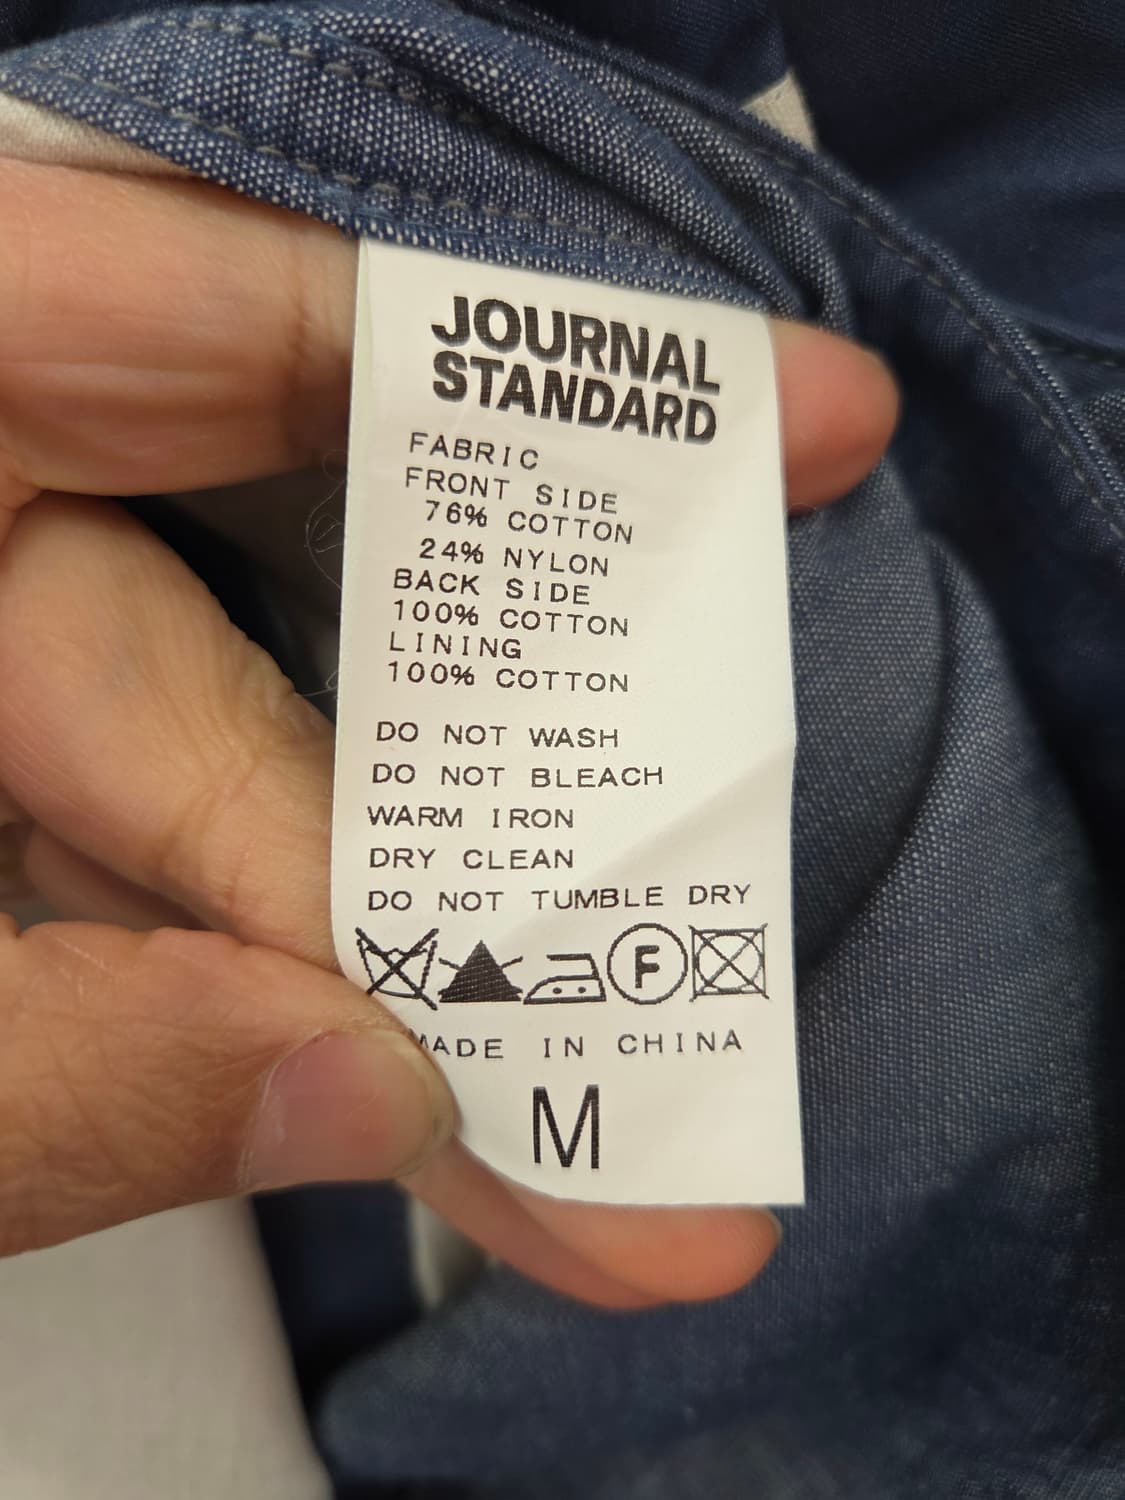 JOURNAL
STANDARD
FABRIC
FRONT SIDE
76% COTTON
24% NYLON
BACK SIDE
100% COTTON
LINING
100% COTTON
DO NOT WASH
DO NOT BLEACH
WARM IRON
DRY CLEAN
DO NOT TUMBLE DRY
F
MADE IN CHINA
M